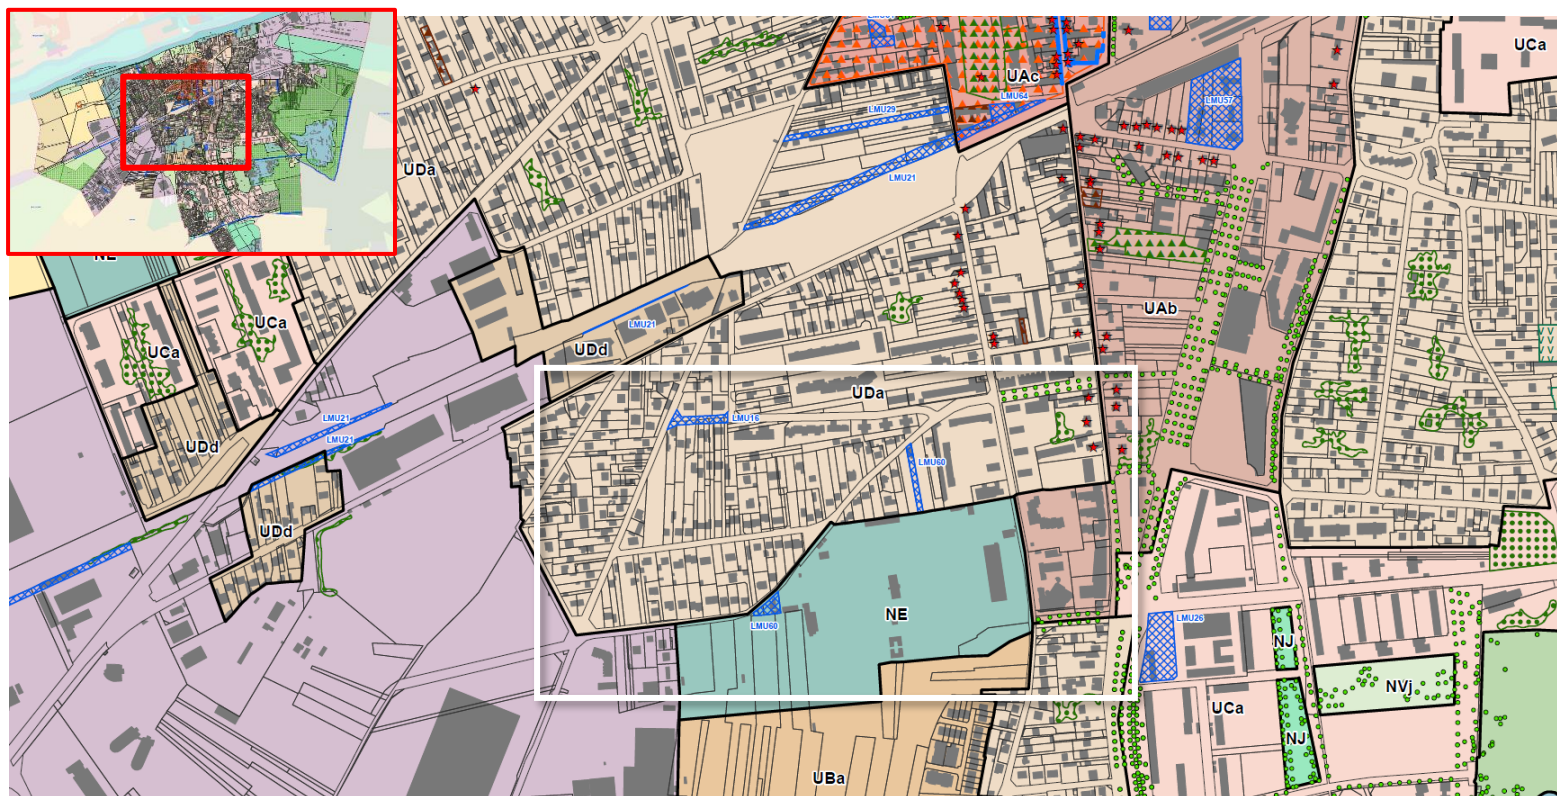 UCa
UAc
LMU64
LMU29
LMU57
UDa
LMU21
NE
UCa
UCa
LMU21
UDd
UAb
UDa
LMU21
LMU21
LMU16
UDd
LMU60
UDd
NE
LMU60
LMU26
NJ
NVj
UCa
NJ
UBa